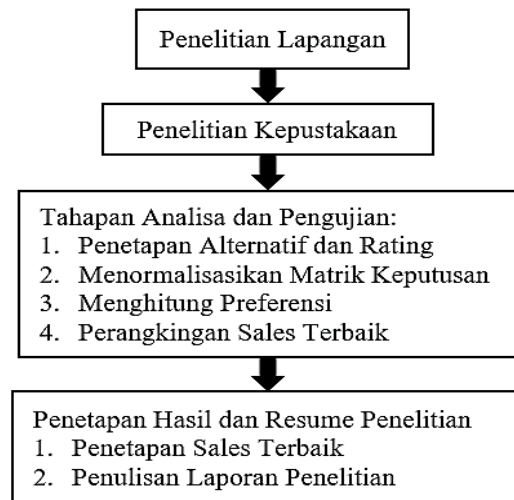 Penelitian Lapangan
Penelitian Kepustakaan
Tahapan Analisa dan Pengujian:
1. Penetapan Alternatif dan Rating
2. Menormalisasikan Matrik Keputusan
3. Menghitung Preferensi
4. Perangkingan Sales Terbaik
Penetapan Hasil dan Resume Penelitian
1. Penetapan Sales Terbaik
2. Penulisan Laporan Penelitian